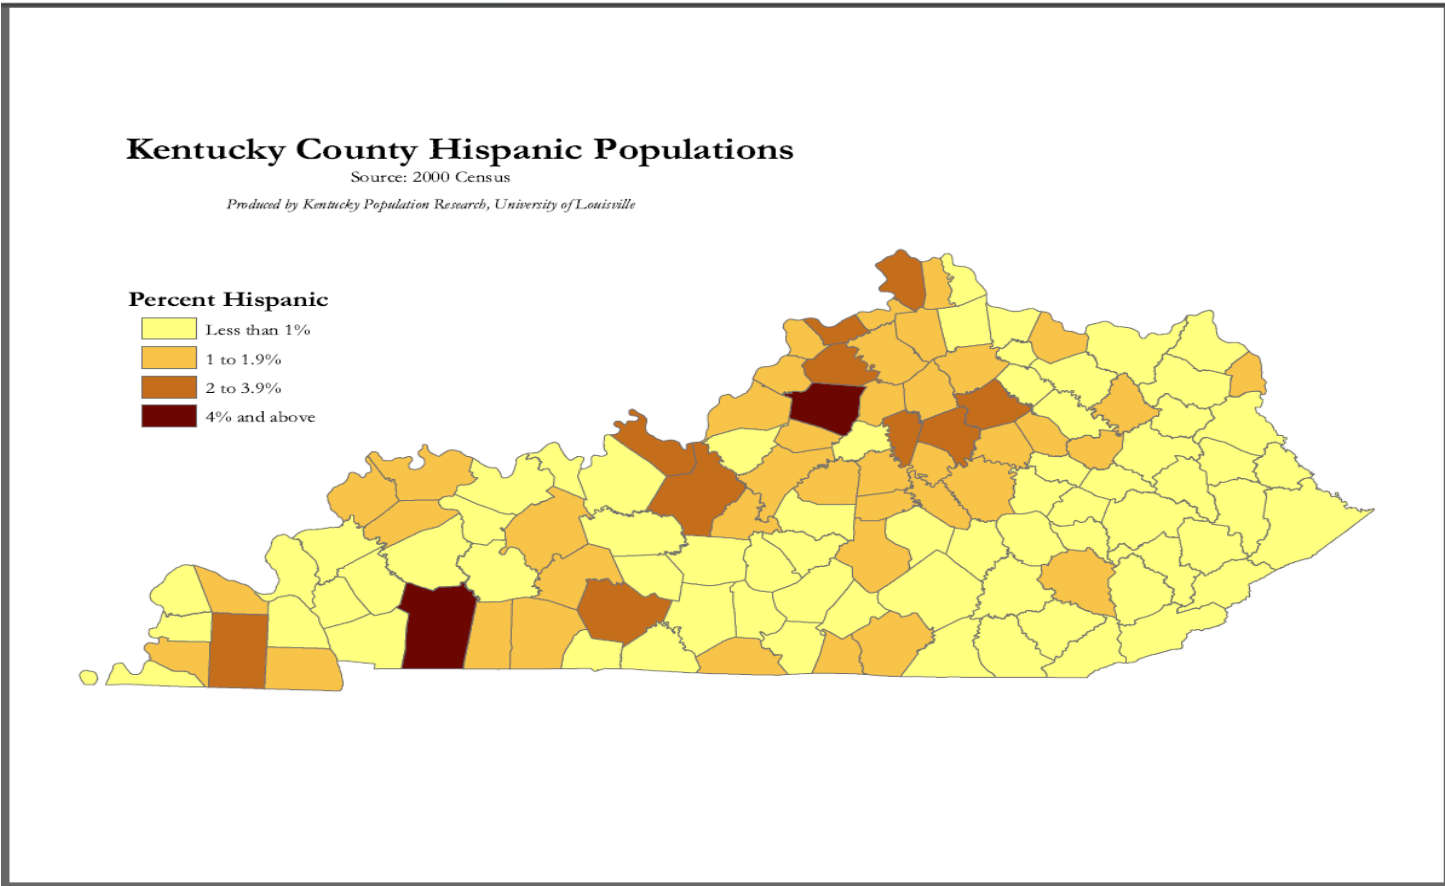 Kentucky County Hispanic Populations
Source: 2000 Census
Produced by Kentucky Population Research, University of Louisville
Percent Hispanic
Less than 1%
1 to 1.9%
2 to 3.9%
4% and above